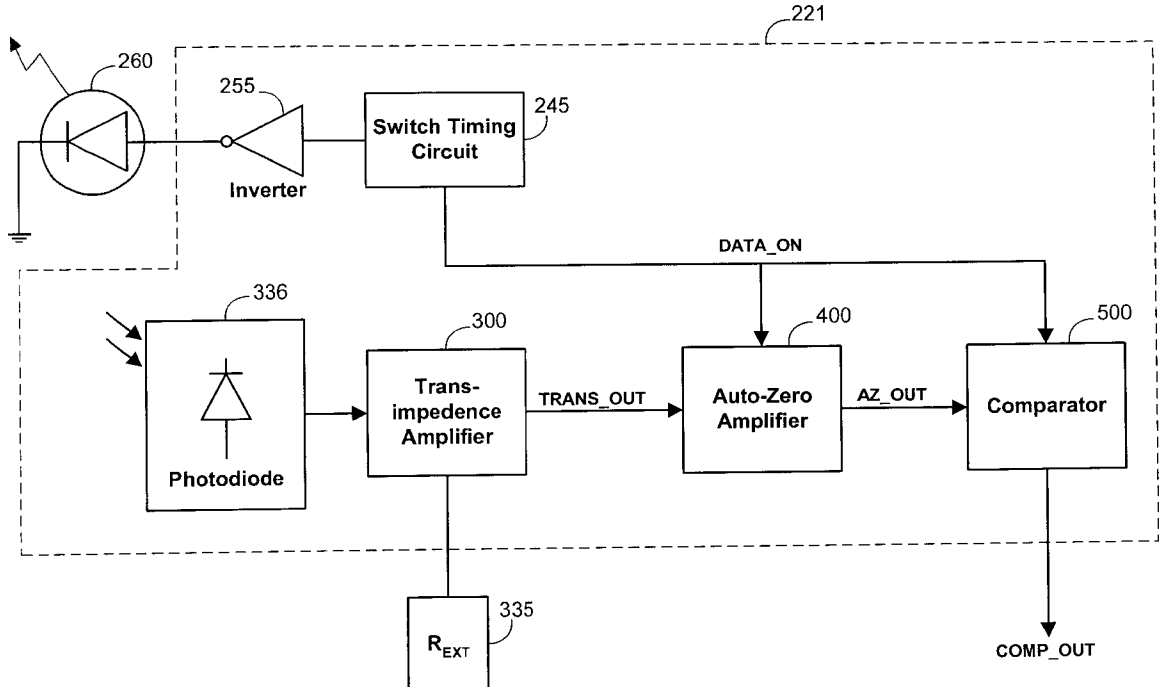 221
260
255
245
Switch Timing
Circuit
Inverter
DATA_ON
336
300
400
500
Trans-
impedence
Amplifier
TRANS_OUT
Auto-Zero
Amplifier
AZ_OUT
Comparator
Photodiode
335
R_EXT
COMP_OUT